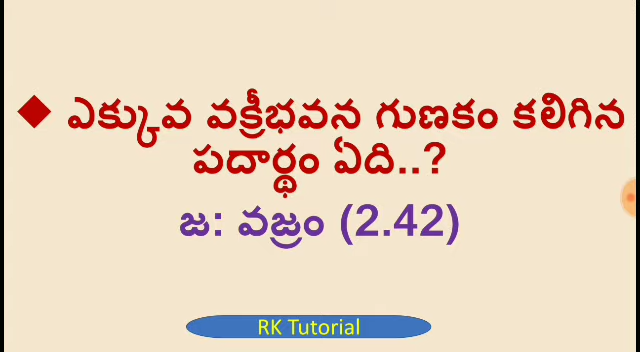 ◆ ఎక్కువ వక్రీభవన గుణకం కలిగిన
పదార్థం ఏది..?
జ: వజ్రం (2.42)
RK Tutorial